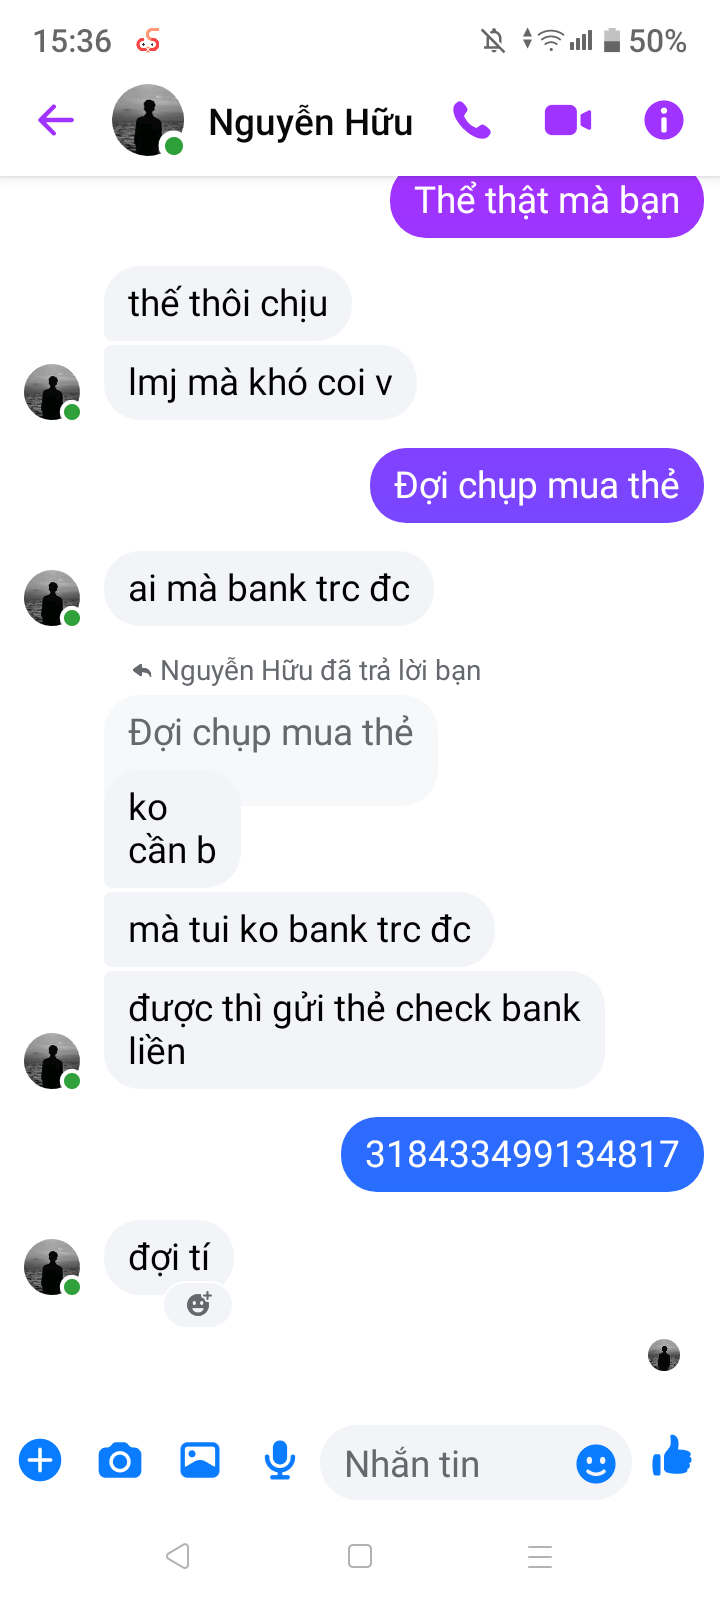 15:36
50%
Nguyễn Hữu
Thể thật mà bạn
thế thôi chịu
lmj mà khó coi v
Đợi chụp mua thẻ
ai mà bank trc đc
Nguyễn Hữu đã trả lời bạn
Đợi chụp mua thẻ
ko
cần b
mà tui ko bank trc đc
được thì gửi thẻ check bank
liền
318433499134817
đợi tí
Nhắn tin